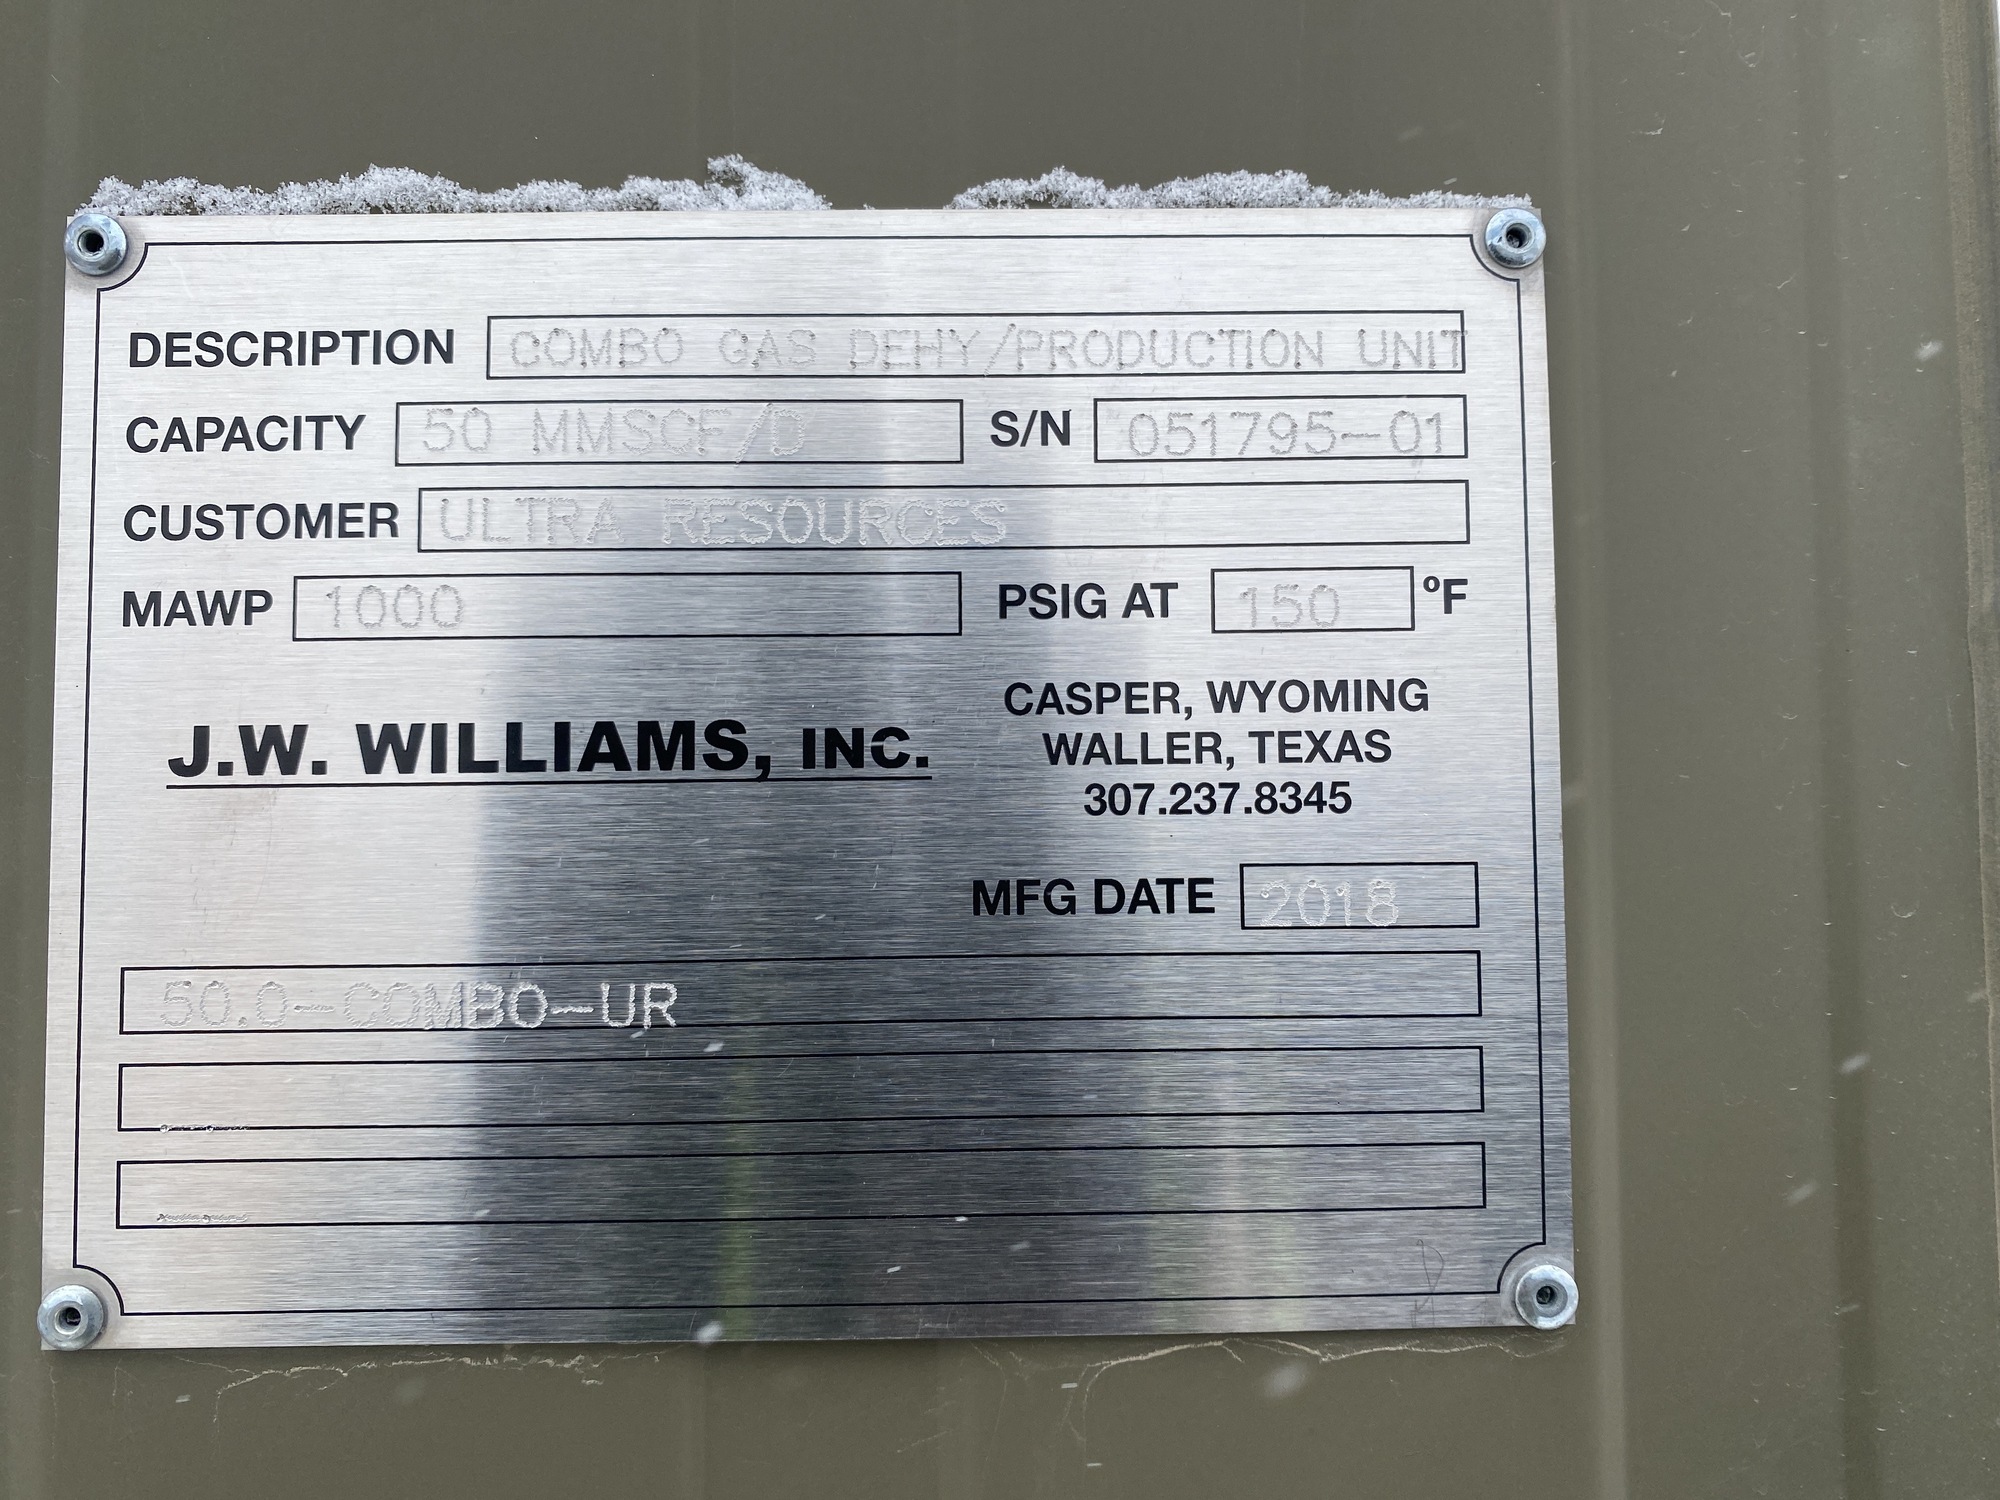 DESCRIPTION COMBO GAS DEHY/PRODUCTION UNIT
CAPACITY 50 MMSCF/D S/N 051795-01
CUSTOMER ULTRA RESOURCES
MAWP 1000 PSIG AT 150 ºF
J.W. WILLIAMS, INC.
CASPER, WYOMING
WALLER, TEXAS
307.237.8345
MFG DATE 2018
50.0-COMBO-UR